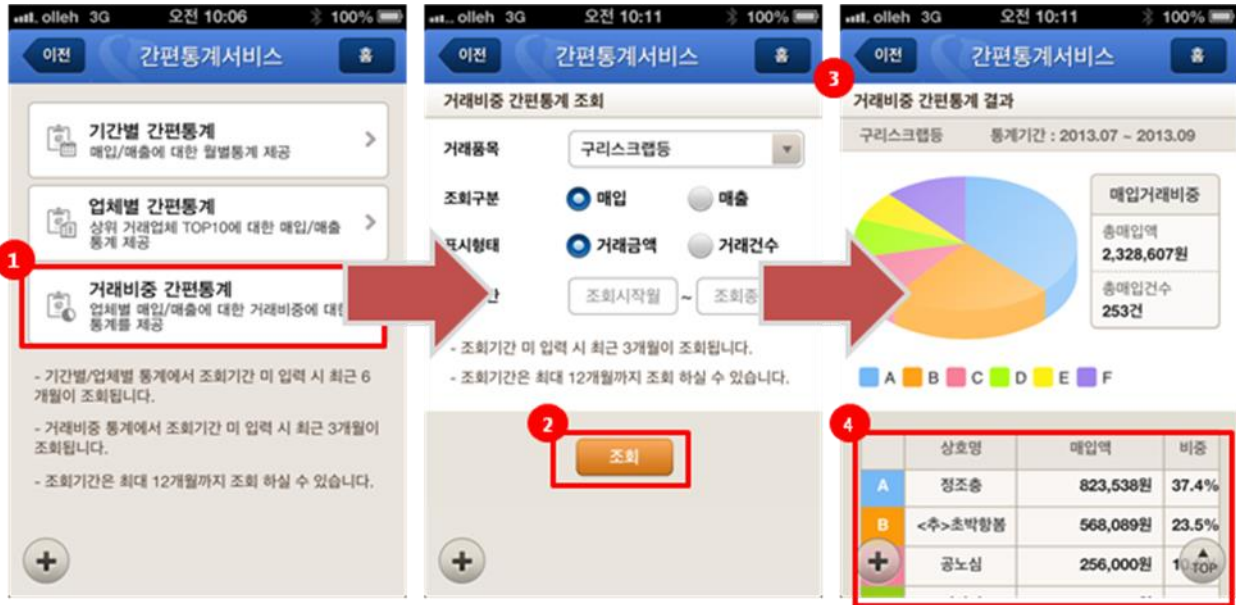 olleh 3G 오전 10:06 100%
이전 간편통계서비스 홈
기간별 간편통계
매입/매출에 대한 월별통계 제공
업체별 간편통계
상위 거래업체 TOP10에 대한 매입/매출
통계 제공
1
거래비중 간편통계
업체별 매입/매출에 대한 거래비중에 대한
통계를 제공
- 기간별/업체별 통계에서 조회기간 미 입력 시 최근 6
개월이 조회됩니다.
- 거래비중 통계에서 조회기간 미 입력 시 최근 3개월이
조회됩니다.
- 조회기간은 최대 12개월까지 조회 하실 수 있습니다.
olleh 3G 오전 10:11 100%
이전 간편통계서비스 홈
거래비중 간편통계 조회
거래품목 구리스크랩등
조회구분 매입 매출
표시형태 거래금액 거래건수
조회시작월 ~
- 조회기간 미 입력 시 최근 3개월이 조회됩니다.
- 조회기간은 최대 12개월까지 조회 하실 수 있습니다.
2
조회
olleh 3G 오전 10:11 100%
이전 간편통계서비스 홈
3
거래비중 간편통계 결과
구리스크랩등 통계기간 : 2013.07 ~ 2013.09
매입거래비중
총매입액
2,328,607원
총매입건수
253건
A B C D E F
4
상호명 매입액 비중
A 정조충 823,538원 37.4%
B <추>초박항봄 568,089원 23.5%
공노심 256,000원
TOP